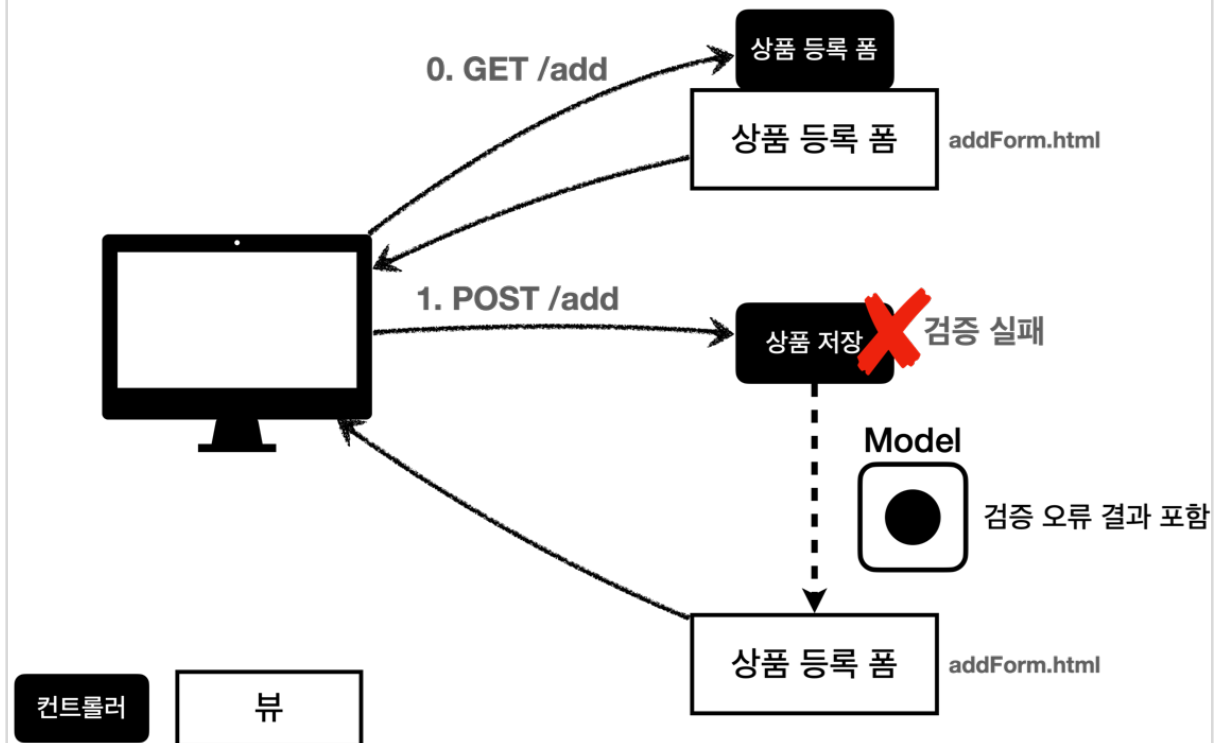 상품 등록 폼
0. GET /add
상품 등록 폼
addForm.html
1. POST /add
상품 저장
검증 실패
Model
검증 오류 결과 포함
상품 등록 폼
addForm.html
컨트롤러
뷰